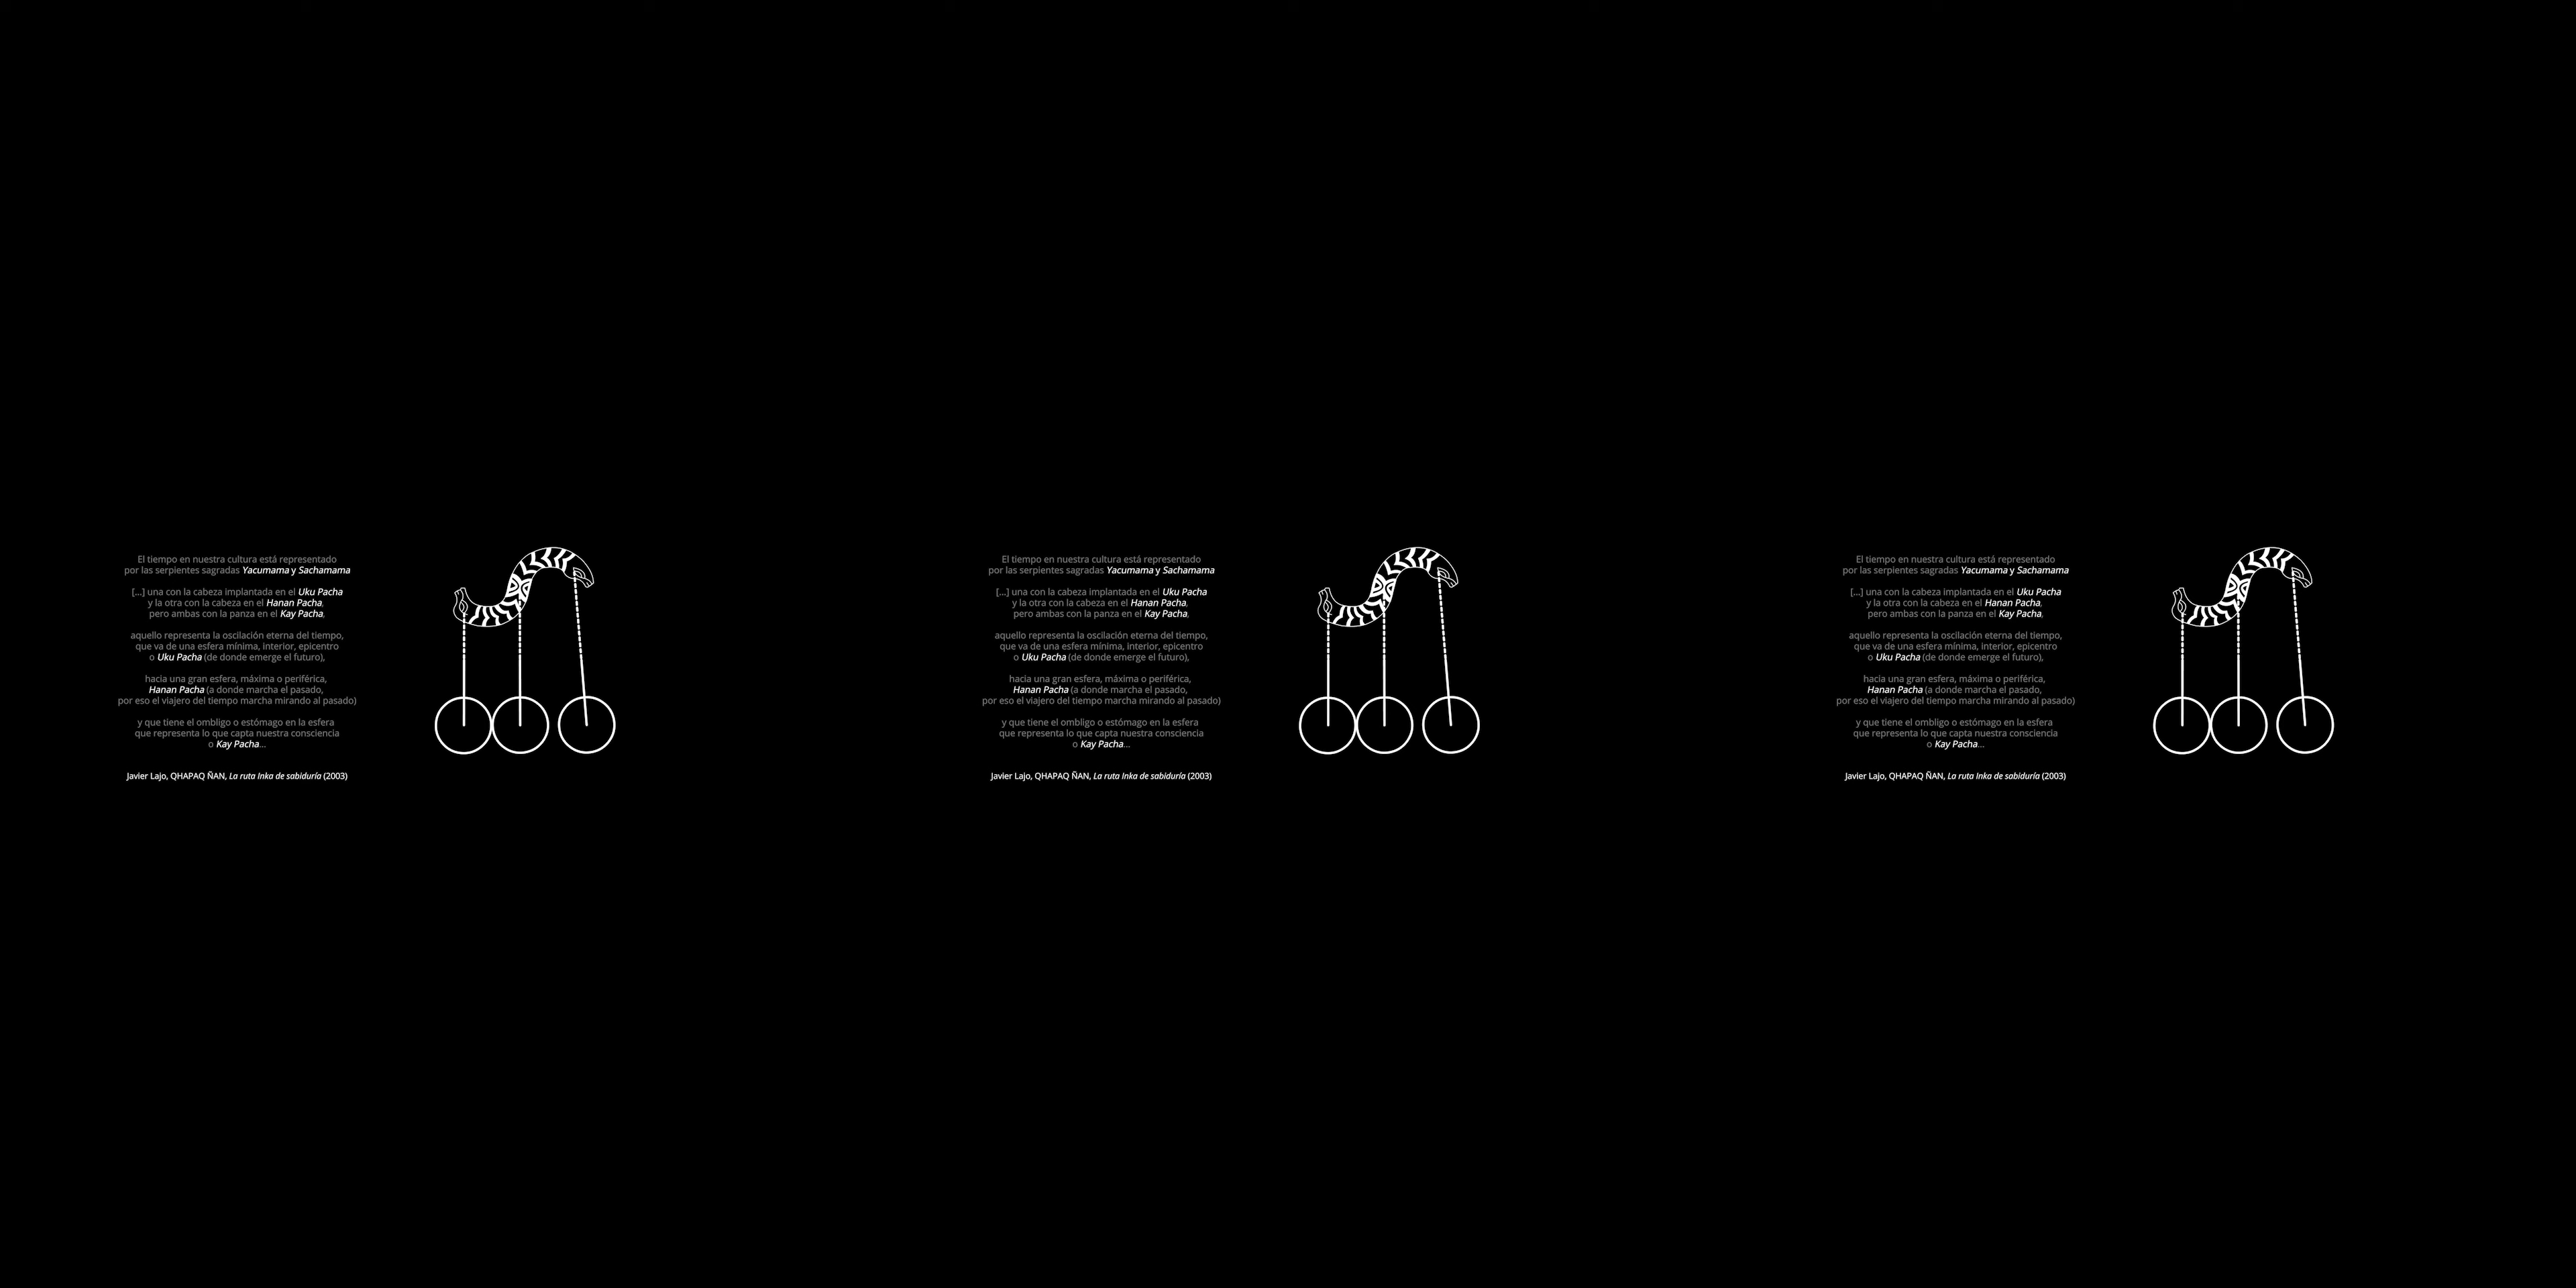 El tiempo en nuestra cultura está representado
por las serpientes sagradas Yacumama y Sachamama
[...] una con la cabeza implantada en el Uku Pacha
y la otra con la cabeza en el Hanan Pacha,
pero ambas con la panza en el Kay Pacha,
aquello representa la oscilación eterna del tiempo,
que va de una esfera mínima, interior, epicentro
o Uku Pacha (de donde emerge el futuro),
hacia una gran esfera, máxima o periférica,
Hanan Pacha (a donde marcha el pasado,
por eso el viajero del tiempo marcha mirando al pasado)
y que tiene el ombligo o estómago en la esfera
que representa lo que capta nuestra consciencia
o Kay Pacha...
Javier Lajo, QHAPAQ ÑAN, La ruta Inka de sabiduría (2003)
El tiempo en nuestra cultura está representado
por las serpientes sagradas Yacumama y Sachamama
[...] una con la cabeza implantada en el Uku Pacha
y la otra con la cabeza en el Hanan Pacha,
pero ambas con la panza en el Kay Pacha,
aquello representa la oscilación eterna del tiempo,
que va de una esfera mínima, interior, epicentro
o Uku Pacha (de donde emerge el futuro),
hacia una gran esfera, máxima o periférica,
Hanan Pacha (a donde marcha el pasado,
por eso el viajero del tiempo marcha mirando al pasado)
y que tiene el ombligo o estómago en la esfera
que representa lo que capta nuestra consciencia
o Kay Pacha...
Javier Lajo, QHAPAQ ÑAN, La ruta Inka de sabiduría (2003)
El tiempo en nuestra cultura está representado
por las serpientes sagradas Yacumama y Sachamama
[...] una con la cabeza implantada en el Uku Pacha
y la otra con la cabeza en el Hanan Pacha,
pero ambas con la panza en el Kay Pacha,
aquello representa la oscilación eterna del tiempo,
que va de una esfera mínima, interior, epicentro
o Uku Pacha (de donde emerge el futuro),
hacia una gran esfera, máxima o periférica,
Hanan Pacha (a donde marcha el pasado,
por eso el viajero del tiempo marcha mirando al pasado)
y que tiene el ombligo o estómago en la esfera
que representa lo que capta nuestra consciencia
o Kay Pacha...
Javier Lajo, QHAPAQ ÑAN, La ruta Inka de sabiduría (2003)